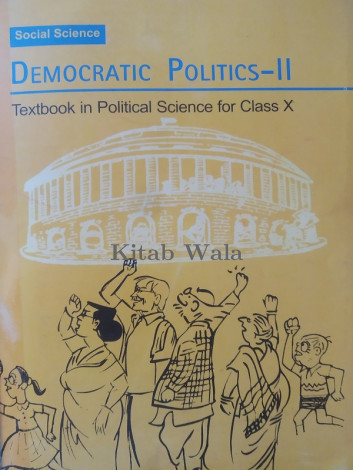 Social Science
DEMOCRATIC POLITICS–II
Textbook in Political Science for Class X
Kitab Wala